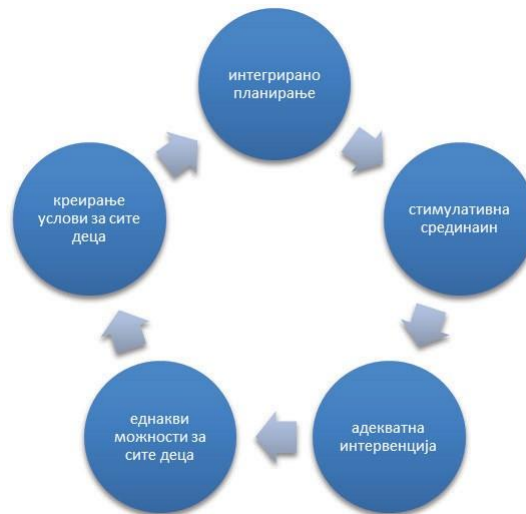 интегрирано
планирање
стимулативна
срединаин
адекватна
интервенција
еднакви
можности за
сите деца
креирање
услови за сите
деца